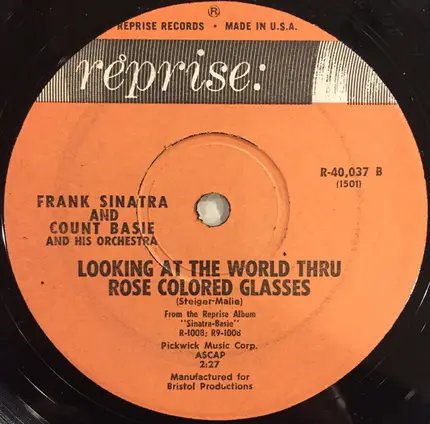 ®
REPRISE RECORDS • MADE IN U.S.A.
reprise:
R-40,037 B
(1501)
FRANK SINATRA
AND
COUNT BASIE
AND HIS ORCHESTRA
LOOKING AT THE WORLD THRU
ROSE COLORED GLASSES
(Steiger-Malie)
From the Reprise Album
"Sinatra-Basie"
R-1008; R9-1008
Pickwick Music Corp.
ASCAP
2:27
Manufactured for
Bristol Productions